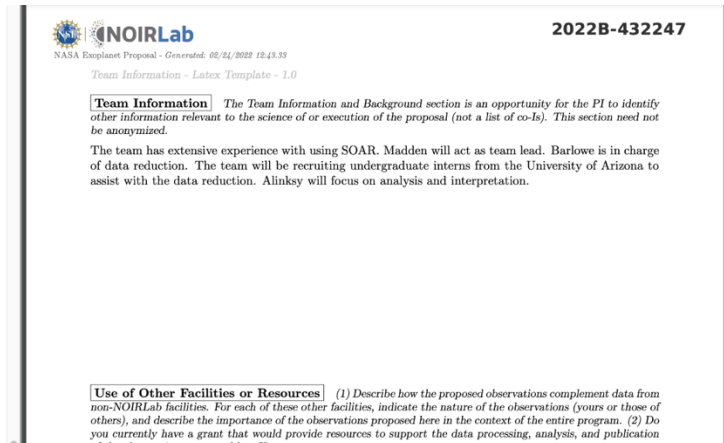 NSF NOIRLab
2022B-432247
NASA Exoplanet Proposal - Generated: 02/24/2022 12:43:33
Team Information - Latex Template - 1.0
Team Information The Team Information and Background section is an opportunity for the PI to identify
other information relevant to the science of or execution of the proposal (not a list of co-Is). This section need not
be anonymized.
The team has extensive experience with using SOAR. Madden will act as team lead. Barlowe is in charge
of data reduction. The team will be recruiting undergraduate interns from the University of Arizona to
assist with the data reduction. Alinksy will focus on analysis and interpretation.
Use of Other Facilities or Resources (1) Describe how the proposed observations complement data from
non-NOIRLab facilities. For each of these other facilities, indicate the nature of the observations (yours or those of
others), and describe the importance of the observations proposed here in the context of the entire program. (2) Do
you currently have a grant that would provide resources to support the data processing, analysis, and publication